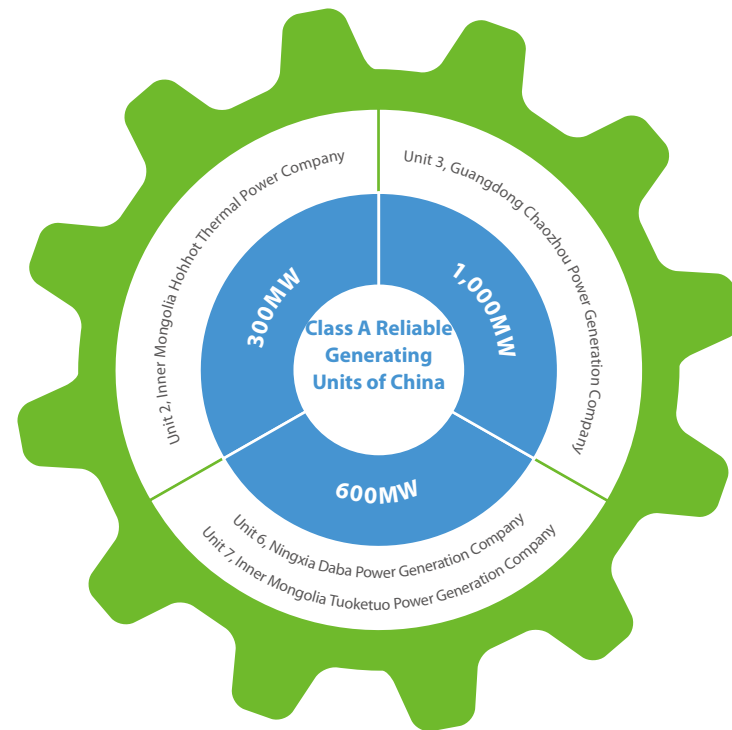 Class A Reliable
Generating
Units of China
300MW
Unit 2, Inner Mongolia Hohhot Thermal Power Company
1,000MW
Unit 3, Guangdong Chaozhou Power Generation Company
600MW
Unit 6, Ningxia Daba Power Generation Company
Unit 7, Inner Mongolia Tuoketuo Power Generation Company